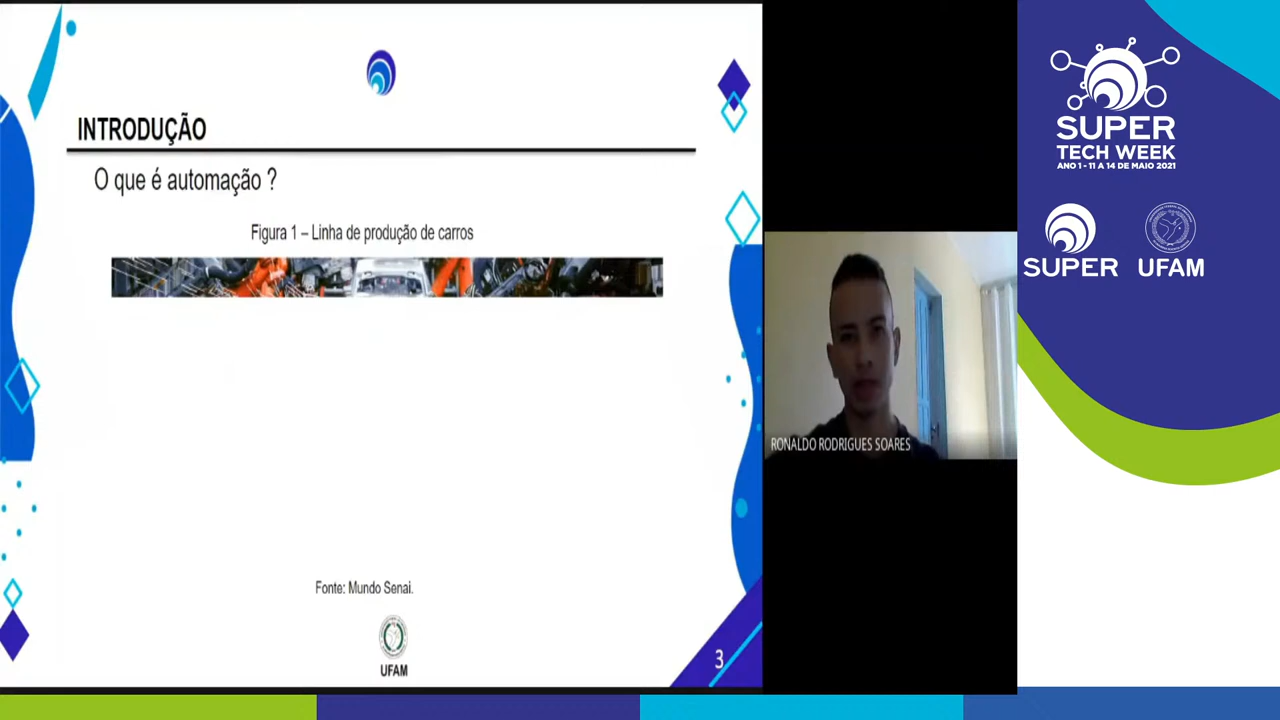 INTRODUÇÃO
O que é automação ?
Figura 1 – Linha de produção de carros
Fonte: Mundo Senai.
UFAM
3
RONALDO RODRIGUES SOARES
SUPER
TECH WEEK
ANO 1 - 11 A 14 DE MAIO 2021
SUPER
UFAM